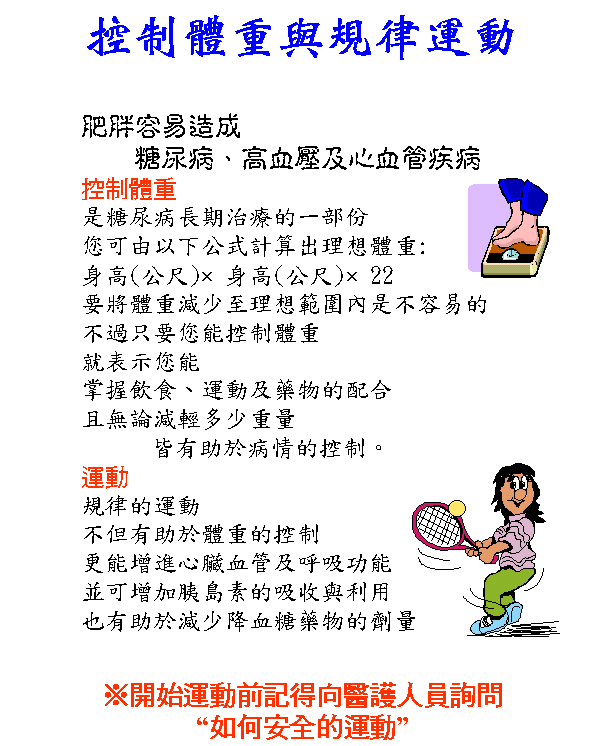 控制體重與規律運動
肥胖容易造成
糖尿病、高血壓及心血管疾病
控制體重
是糖尿病長期治療的一部份
您可由以下公式計算出理想體重:
身高(公尺)× 身高(公尺)× 22
要將體重減少至理想範圍內是不容易的
不過只要您能控制體重
就表示您能
掌握飲食、運動及藥物的配合
且無論減輕多少重量
皆有助於病情的控制。
運動
規律的運動
不但有助於體重的控制
更能增進心臟血管及呼吸功能
並可增加胰島素的吸收與利用
也有助於減少降血糖藥物的劑量
※開始運動前記得向醫護人員詢問
“如何安全的運動”